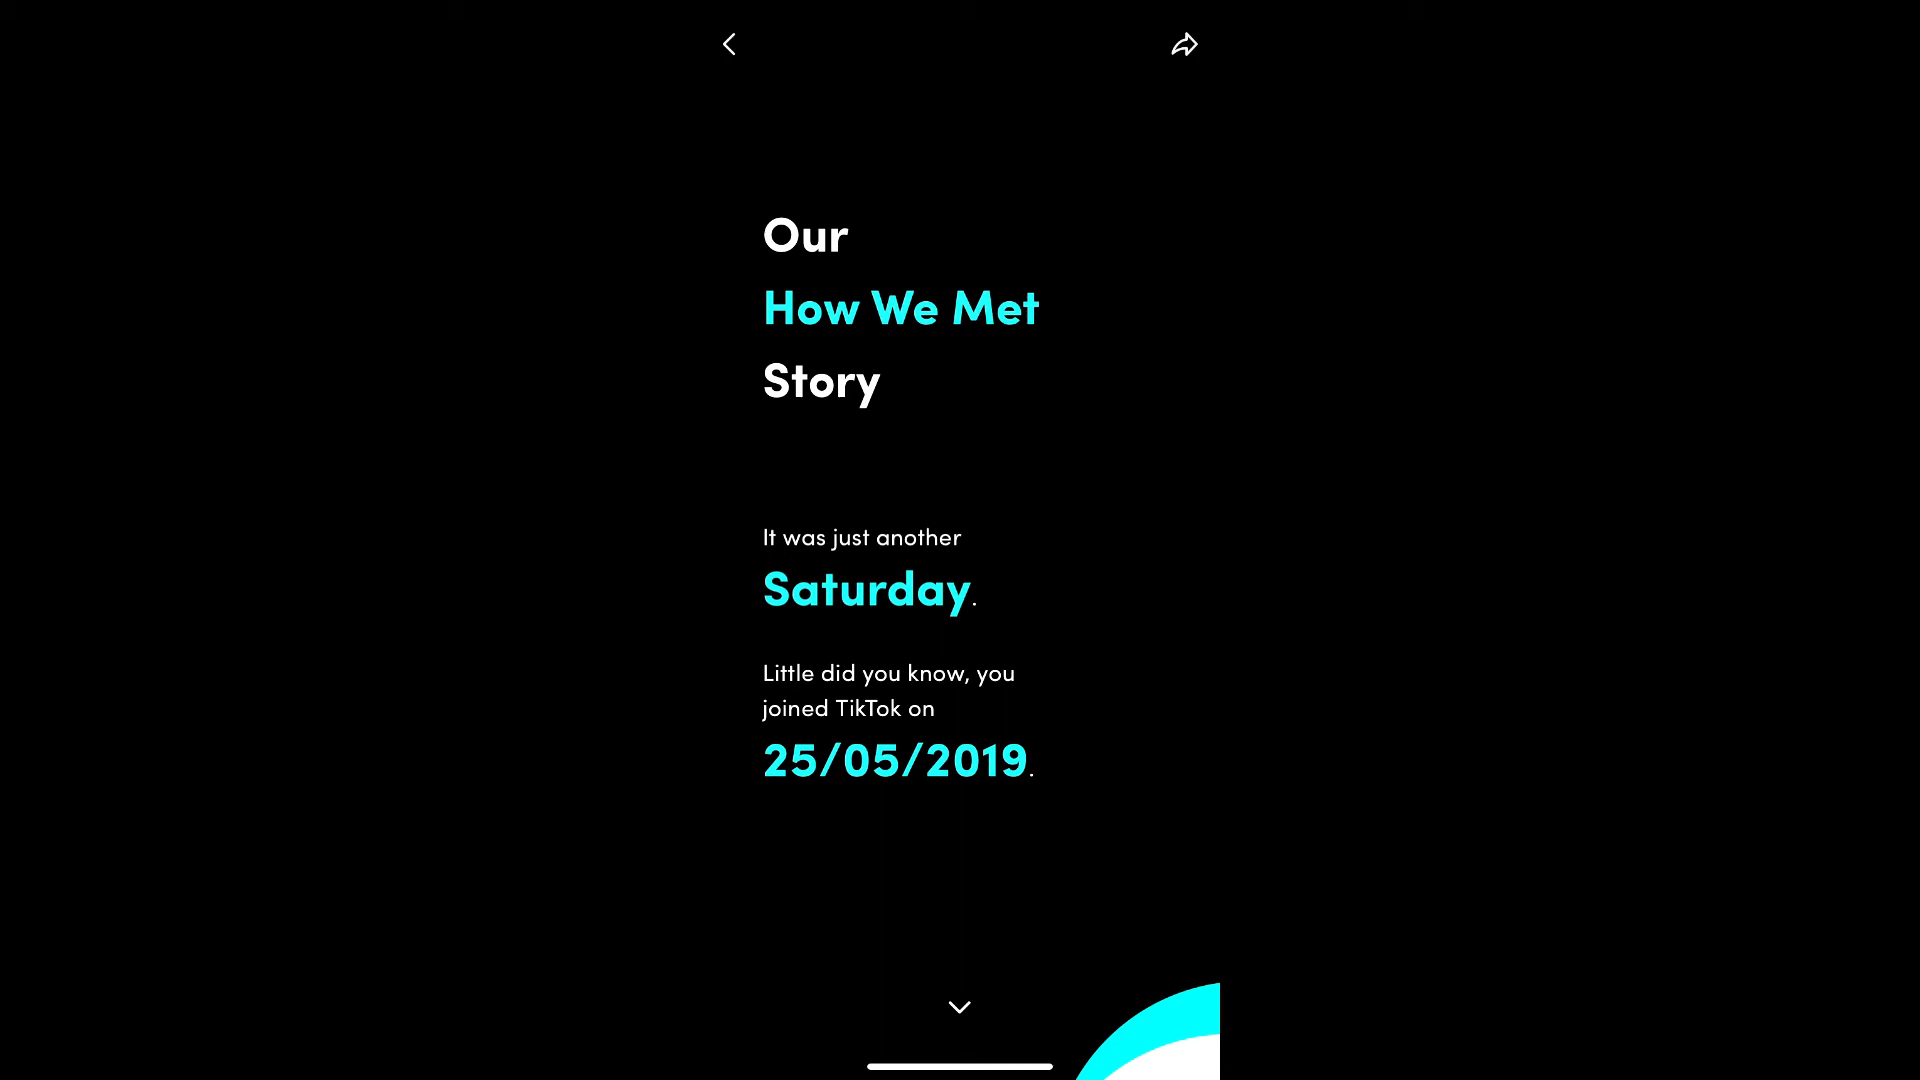 Our
How We Met
Story
It was just another
Saturday.
Little did you know, you
joined TikTok on
25/05/2019.